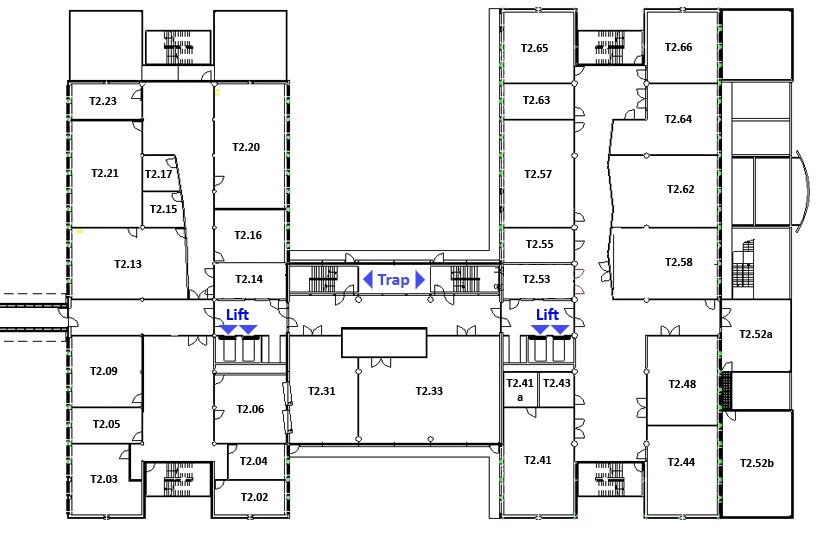 T2.65
T2.66
T2.23
T2.63
T2.64
T2.20
T2.21
T2.17
T2.57
T2.62
T2.15
T2.16
T2.55
T2.13
T2.58
T2.14
Trap
T2.53
Lift
Lift
T2.52a
T2.09
T2.31
T2.33
T2.41
a
T2.43
T2.48
T2.06
T2.05
T2.04
T2.41
T2.44
T2.52b
T2.03
T2.02